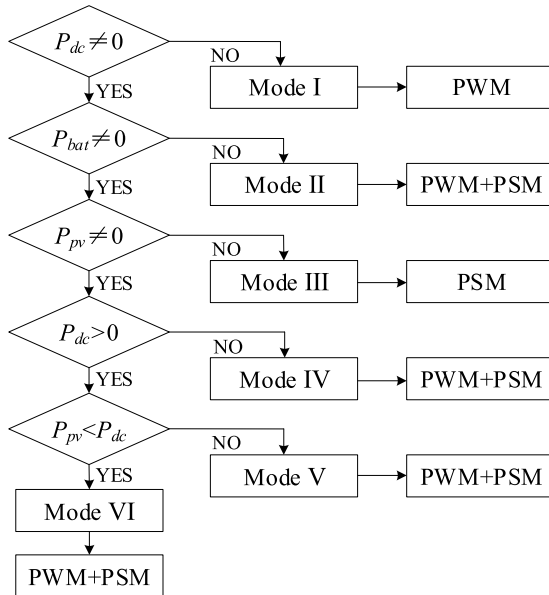 P_dc≠0
NO
Mode I
PWM
YES
P_bat≠0
NO
Mode II
PWM+PSM
YES
P_pv≠0
NO
Mode III
PSM
YES
P_dc>0
NO
Mode IV
PWM+PSM
YES
P_pv<P_dc
NO
Mode V
PWM+PSM
YES
Mode VI
PWM+PSM